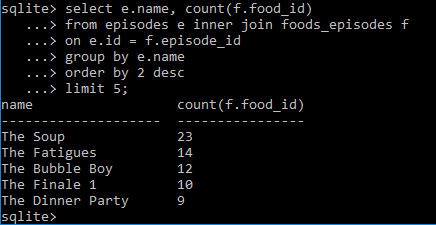 sqlite> select e.name, count(f.food_id)
...> from episodes e inner join foods_episodes f
...> on e.id = f.episode_id
...> group by e.name
...> order by 2 desc
...> limit 5;
name                  count(f.food_id)
--------------------  ----------------
The Soup              23
The Fatigues          14
The Bubble Boy        12
The Finale 1          10
The Dinner Party      9
sqlite>